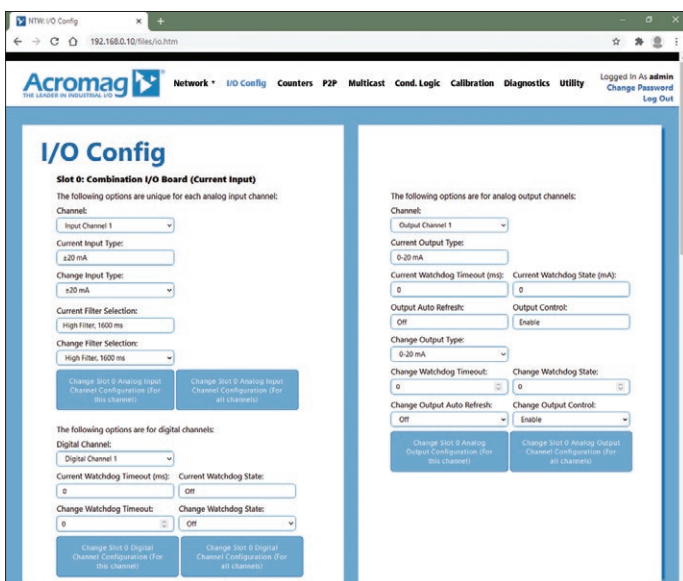 NTW: I/O Config
192.168.0.10/files/io.htm
Acromag
THE LEADER IN INDUSTRIAL I/O
Network I/O Config Counters P2P Multicast Cond. Logic Calibration Diagnostics Utility
Logged In As admin
Change Password
Log Out
I/O Config
Slot 0: Combination I/O Board (Current Input)
The following options are unique for each analog input channel:
Channel:
Input Channel 1
Current Input Type:
±20 mA
Change Input Type:
±20 mA
Current Filter Selection:
High Filter, 1600 ms
Change Filter Selection:
High Filter, 1600 ms
Change Slot 0 Analog Input
Channel Configuration (For
this channel)
Change Slot 0 Analog Input
Channel Configuration (For
all channels)
The following options are for digital channels:
Digital Channel:
Digital Channel 1
Current Watchdog Timeout (ms): Current Watchdog State:
0 Off
Change Watchdog Timeout: Change Watchdog State:
0 Off
Change Slot 0 Digital
Channel Configuration (For
this channel)
Change Slot 0 Digital
Channel Configuration (For
all channels)
The following options are for analog output channels:
Channel:
Output Channel 1
Current Output Type:
0-20 mA
Current Watchdog Timeout (ms): Current Watchdog State (mA):
0 0
Output Auto Refresh: Output Control:
Off Enable
Change Output Type:
0-20 mA
Change Watchdog Timeout: Change Watchdog State:
0 0
Change Output Auto Refresh: Change Output Control:
Off Enable
Change Slot 0 Analog
Output Configuration (For
this channel)
Change Slot 0 Analog Output
Channel Configuration (For
all channels)